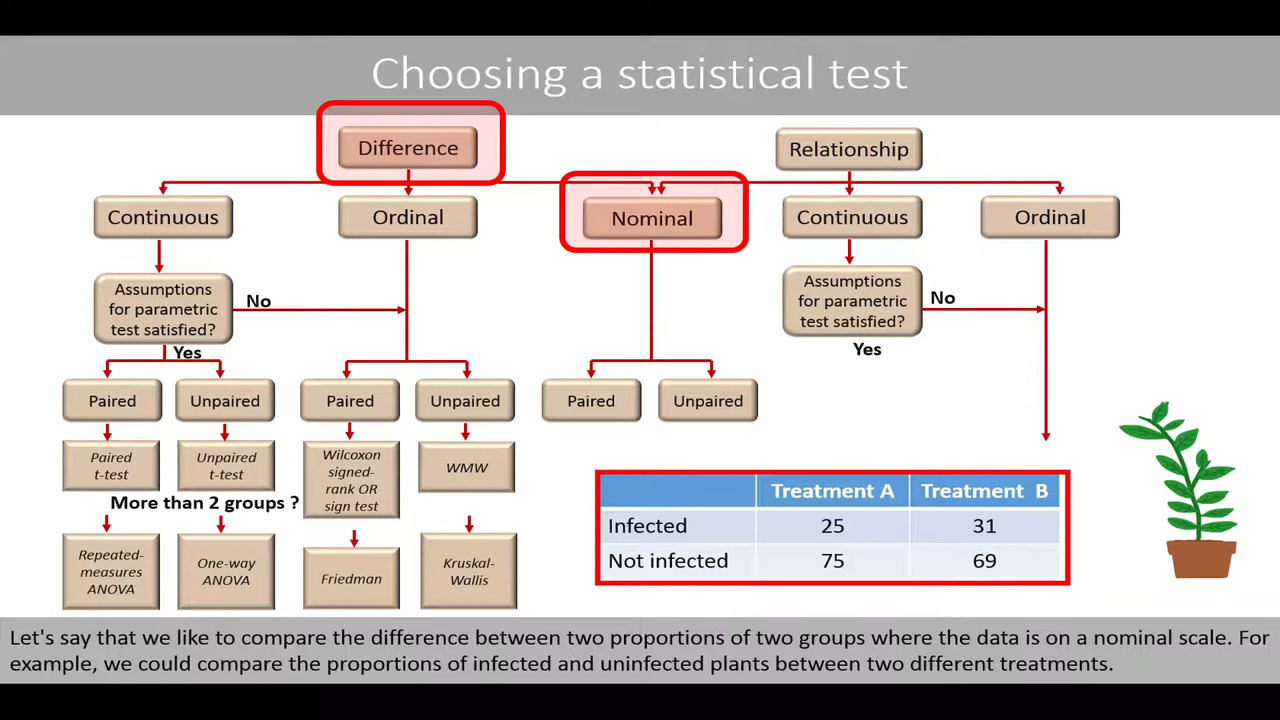 Choosing a statistical test
Difference
Relationship
Continuous
Ordinal
Nominal
Continuous
Ordinal
Assumptions
for parametric
test satisfied?
No
Yes
Assumptions
for parametric
test satisfied?
No
Yes
Paired
Unpaired
Paired
Unpaired
Paired
Unpaired
Paired
t-test
Unpaired
t-test
Wilcoxon
signed-
rank OR
sign test
WMW
More than 2 groups ?
Repeated-
measures
ANOVA
One-way
ANOVA
Friedman
Kruskal-
Wallis
Treatment A Treatment B
Infected 25 31
Not infected 75 69
Let's say that we like to compare the difference between two proportions of two groups where the data is on a nominal scale. For
example, we could compare the proportions of infected and uninfected plants between two different treatments.